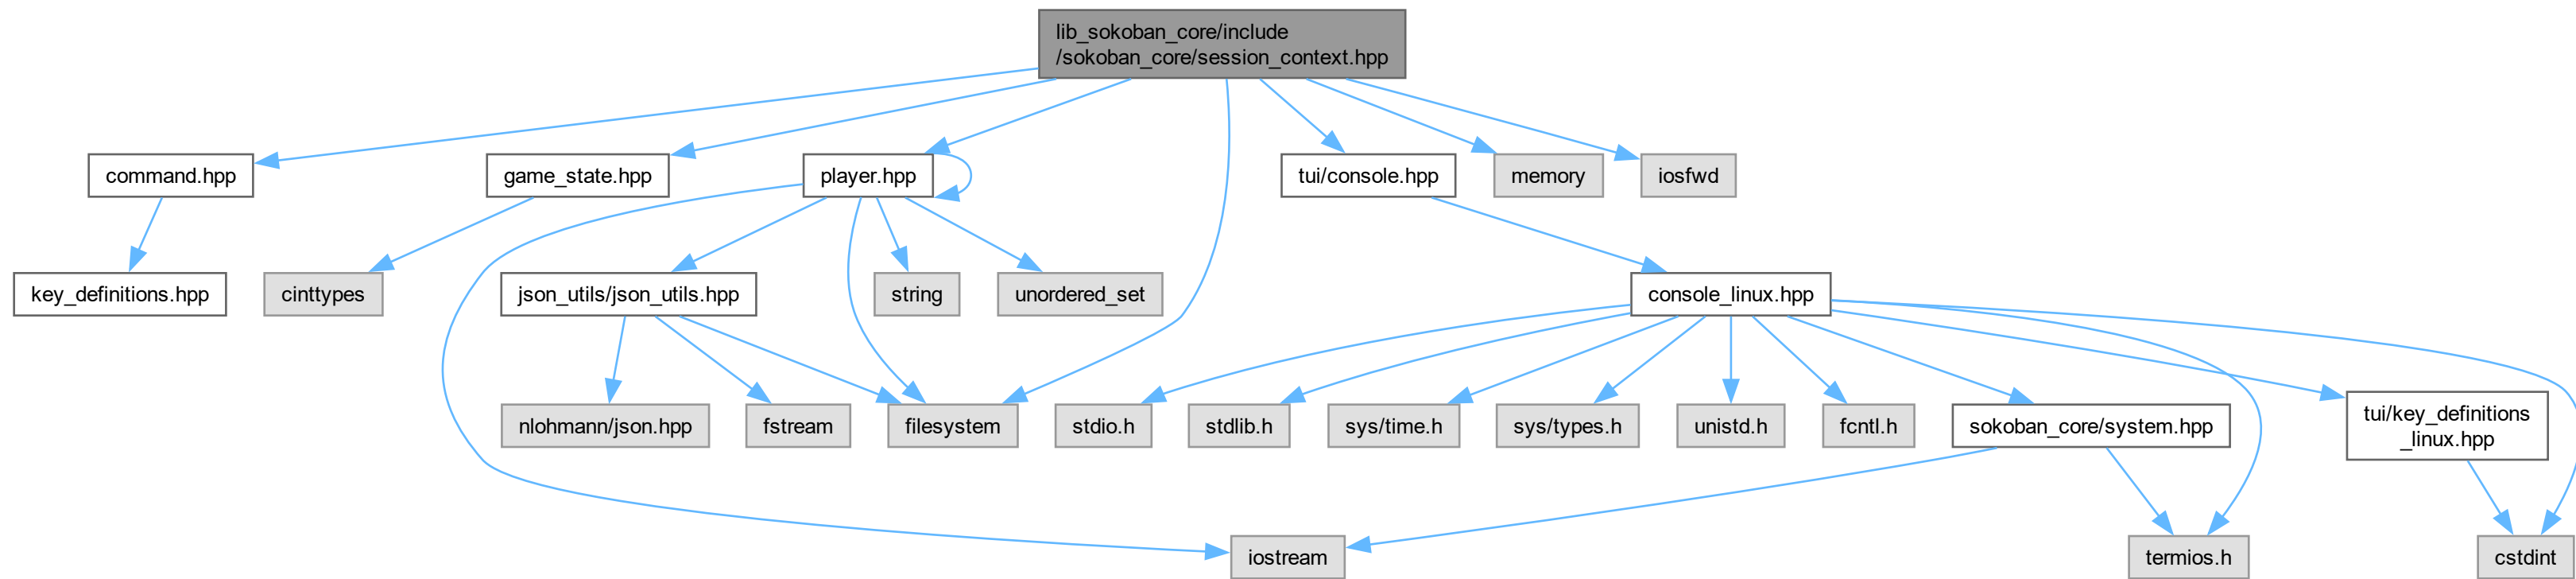 lib_sokoban_core/include
/sokoban_core/session_context.hpp
command.hpp
game_state.hpp
player.hpp
tui/console.hpp
memory
iosfwd
key_definitions.hpp
cinttypes
json_utils/json_utils.hpp
string
unordered_set
console_linux.hpp
nlohmann/json.hpp
fstream
filesystem
stdio.h
stdlib.h
sys/time.h
sys/types.h
unistd.h
fcntl.h
sokoban_core/system.hpp
tui/key_definitions
_linux.hpp
iostream
termios.h
cstdint